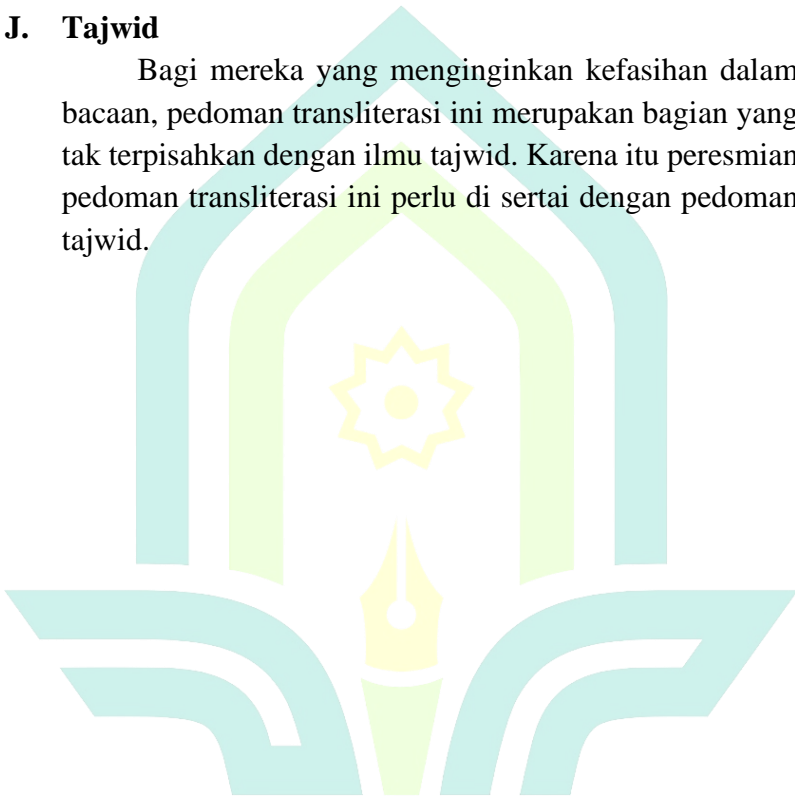 J. Tajwid
Bagi mereka yang menginginkan kefasihan dalam
bacaan, pedoman transliterasi ini merupakan bagian yang
tak terpisahkan dengan ilmu tajwid. Karena itu peresmian
pedoman transliterasi ini perlu di sertai dengan pedoman
tajwid.